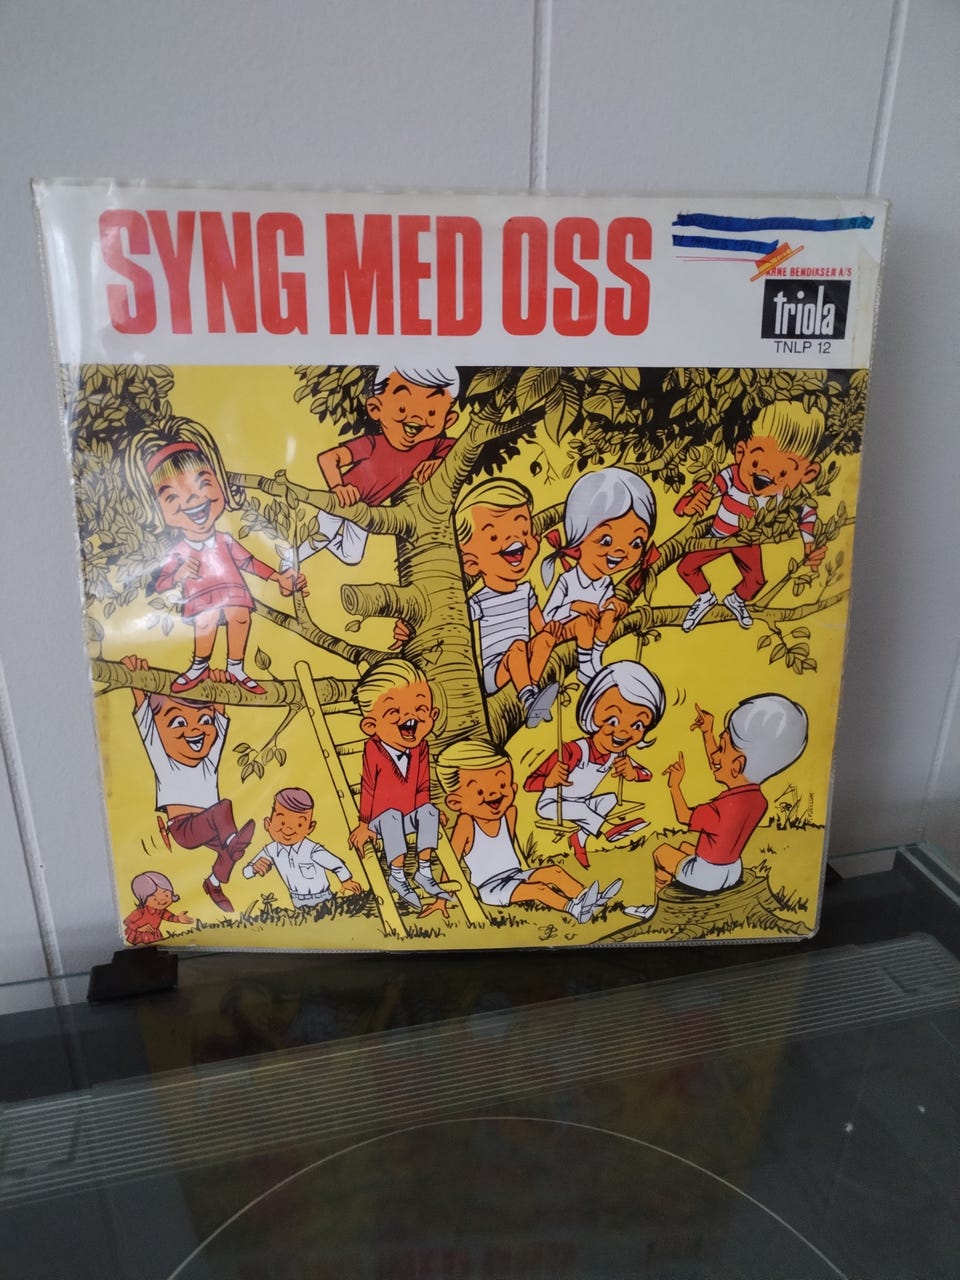 SYNG MED OSS
ARNE BENDIKSEN A/S
triola
TNLP 12